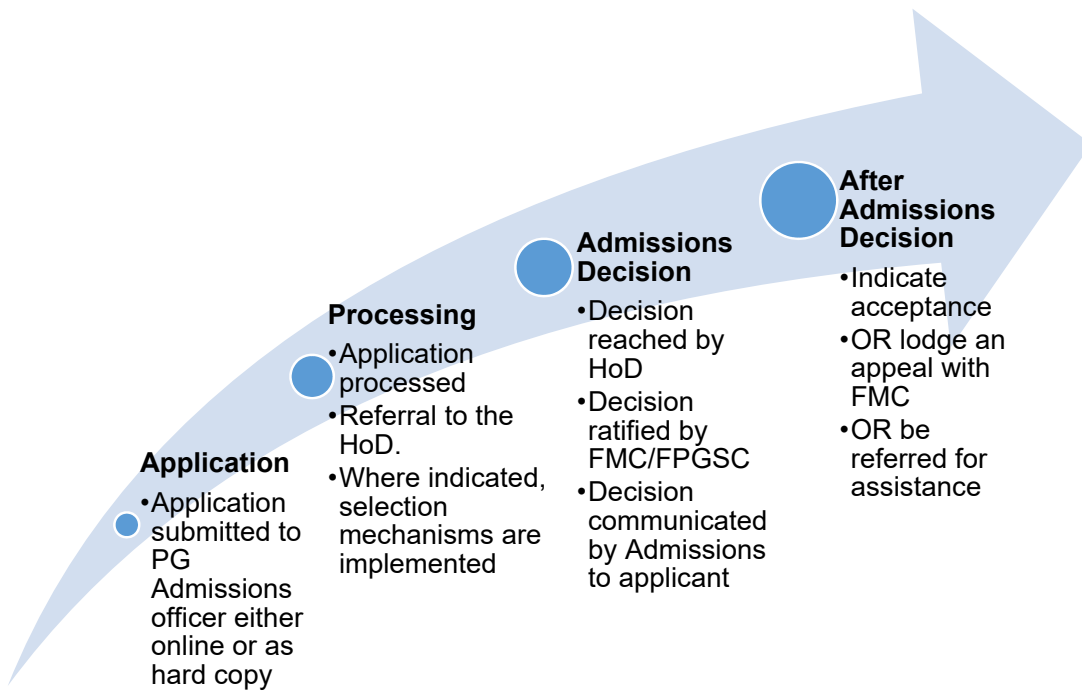 Application
•Application
submitted to
PG
Admissions
officer either
online or as
hard copy
Processing
•Application
processed
•Referral to the
HoD.
•Where indicated,
selection
mechanisms are
implemented
Admissions
Decision
•Decision
reached by
HoD
•Decision
ratified by
FMC/FPGSC
•Decision
communicated
by Admissions
to applicant
After
Admissions
Decision
•Indicate
acceptance
•OR lodge an
appeal with
FMC
•OR be
referred for
assistance